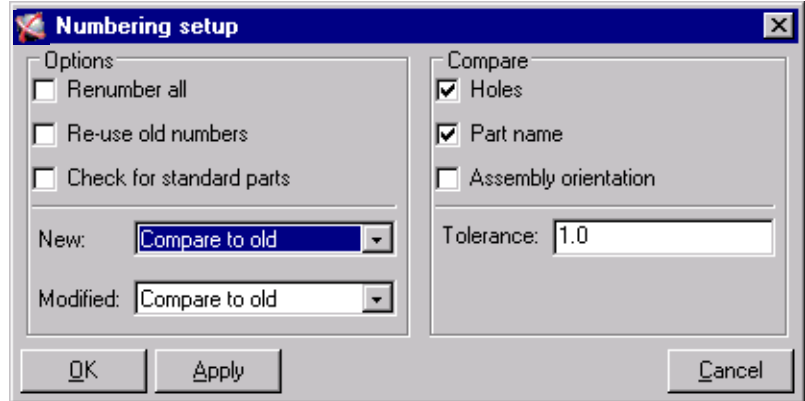 Numbering setup
Options
Renumber all
Re-use old numbers
Check for standard parts
New: Compare to old
Modified: Compare to old
Compare
Holes
Part name
Assembly orientation
Tolerance: 1.0
OK
Apply
Cancel